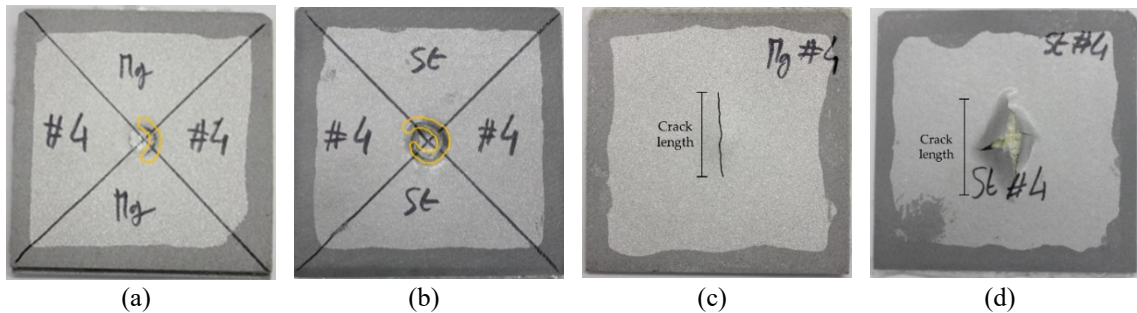 Mg
#4 #4
Mg
St
#4 #4
St
Mg #4
Crack
length
St #4
Crack
length
St #4
(a) (b) (c) (d)